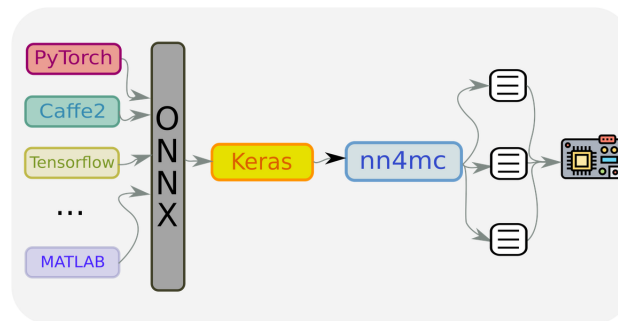 PyTorch
Caffe2
Tensorflow
...
MATLAB
ONNX
Keras
nn4mc